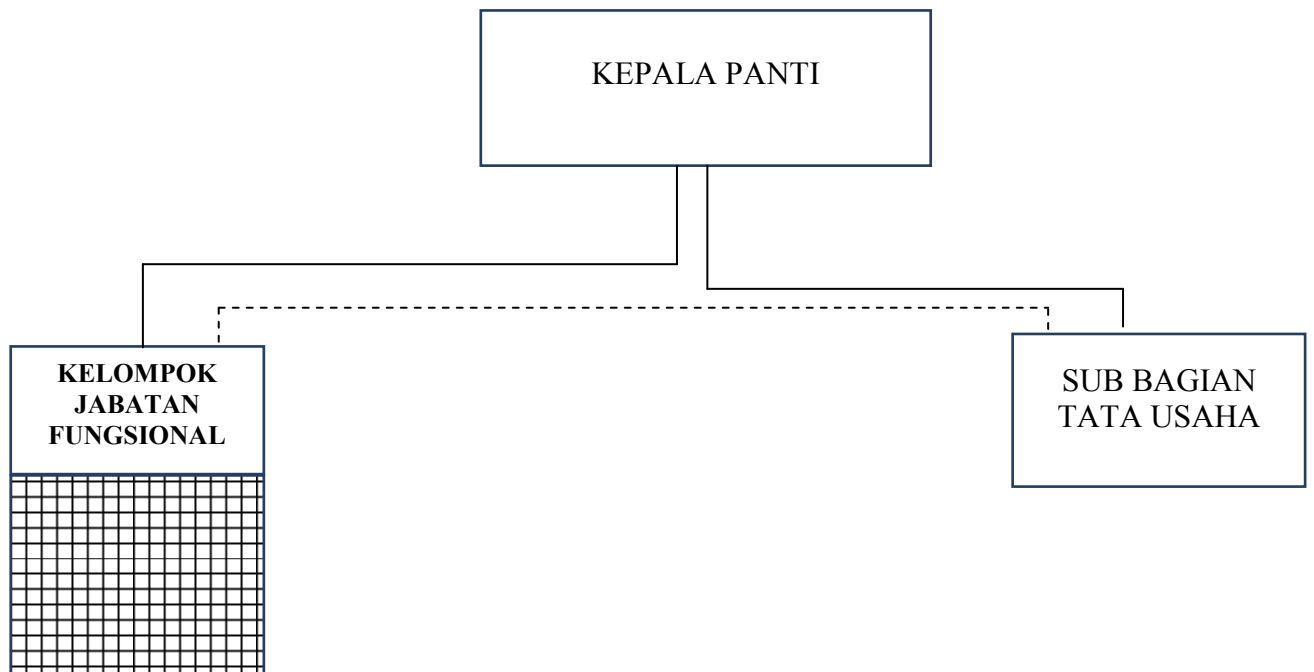 KEPALA PANTI
KELOMPOK
JABATAN
FUNGSIONAL
SUB BAGIAN
TATA USAHA